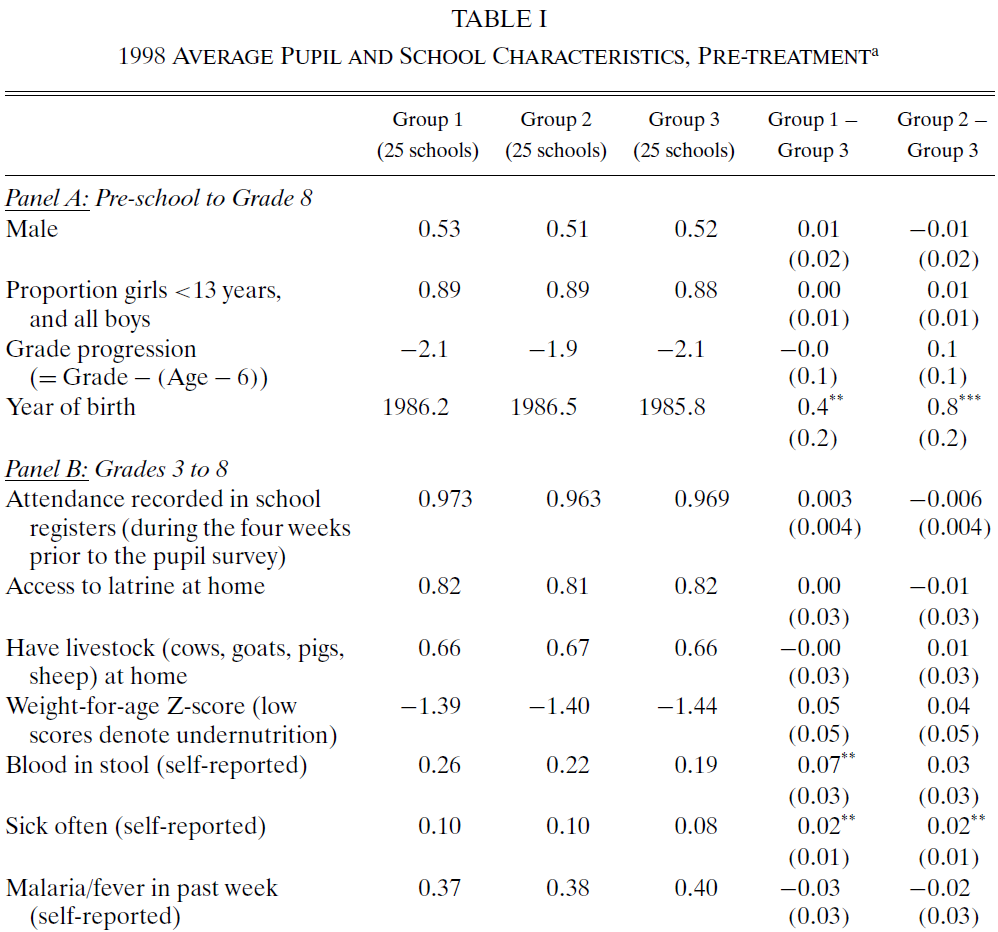 TABLE I
1998 AVERAGE PUPIL AND SCHOOL CHARACTERISTICS, PRE-TREATMENTa
Group 1 Group 2 Group 3 Group 1 – Group 2 –
(25 schools) (25 schools) (25 schools) Group 3 Group 3
Panel A: Pre-school to Grade 8
Male 0.53 0.51 0.52 0.01 −0.01
(0.02) (0.02)
Proportion girls <13 years, 0.89 0.89 0.88 0.00 0.01
and all boys (0.01) (0.01)
Grade progression −2.1 −1.9 −2.1 −0.0 0.1
(= Grade − (Age − 6)) (0.1) (0.1)
Year of birth 1986.2 1986.5 1985.8 0.4** 0.8***
(0.2) (0.2)
Panel B: Grades 3 to 8
Attendance recorded in school 0.973 0.963 0.969 0.003 −0.006
registers (during the four weeks (0.004) (0.004)
prior to the pupil survey)
Access to latrine at home 0.82 0.81 0.82 0.00 −0.01
(0.03) (0.03)
Have livestock (cows, goats, pigs, 0.66 0.67 0.66 −0.00 0.01
sheep) at home (0.03) (0.03)
Weight-for-age Z-score (low −1.39 −1.40 −1.44 0.05 0.04
scores denote undernutrition) (0.05) (0.05)
Blood in stool (self-reported) 0.26 0.22 0.19 0.07** 0.03
(0.03) (0.03)
Sick often (self-reported) 0.10 0.10 0.08 0.02** 0.02**
(0.01) (0.01)
Malaria/fever in past week 0.37 0.38 0.40 −0.03 −0.02
(self-reported) (0.03) (0.03)